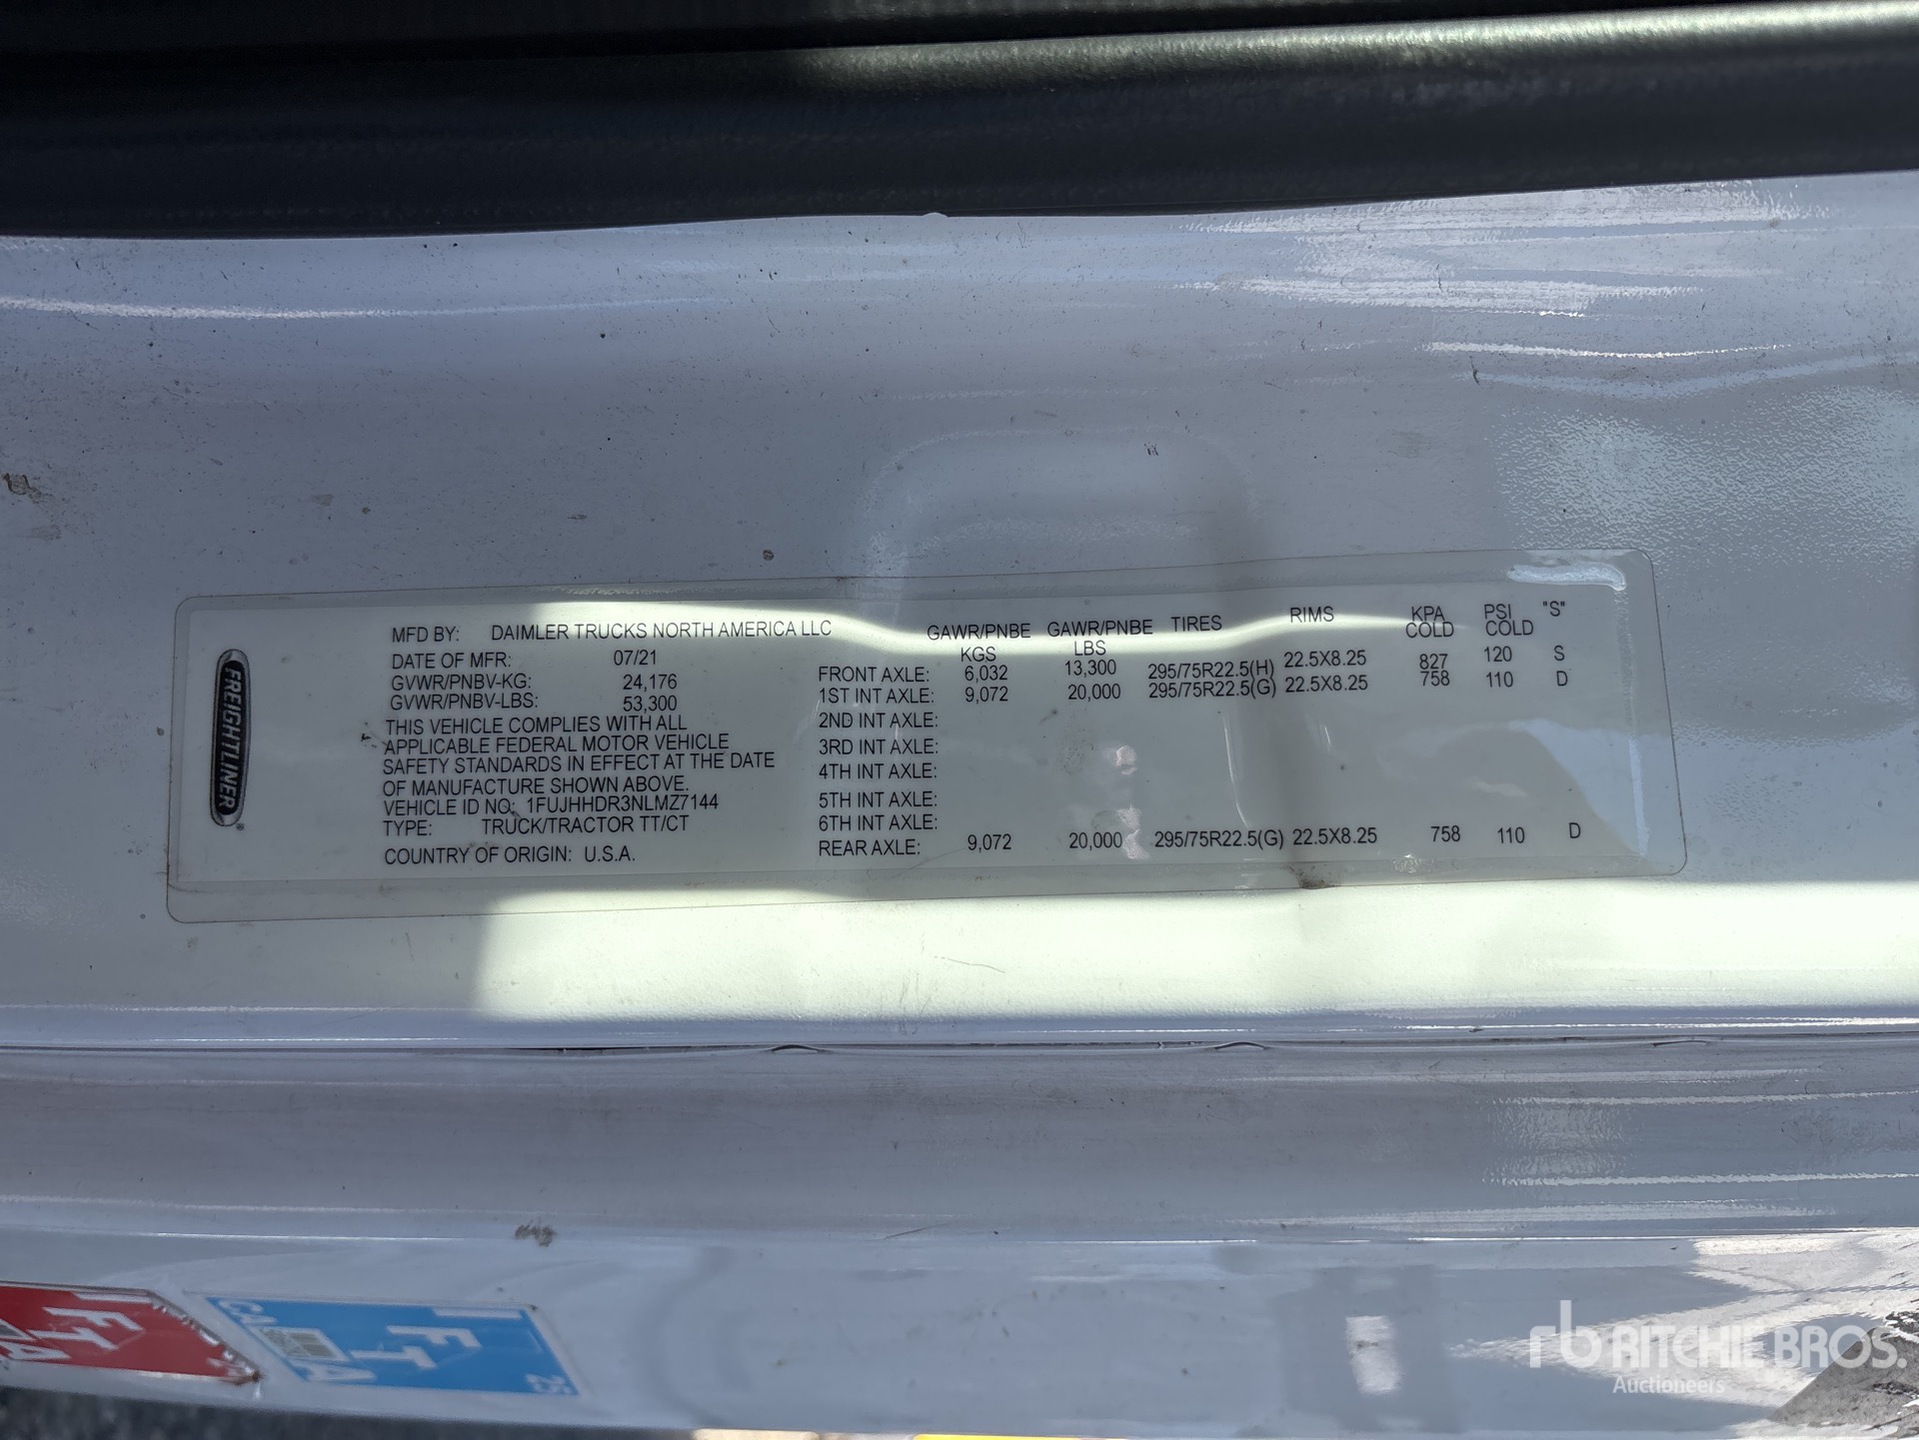 FREIGHTLINER
MFD BY: DAIMLER TRUCKS NORTH AMERICA LLC
DATE OF MFR: 07/21
GVWR/PNBV-KG: 24,176
GVWR/PNBV-LBS: 53,300
THIS VEHICLE COMPLIES WITH ALL
APPLICABLE FEDERAL MOTOR VEHICLE
SAFETY STANDARDS IN EFFECT AT THE DATE
OF MANUFACTURE SHOWN ABOVE.
VEHICLE ID NO: 1FUJHHDR3NLMZ7144
TYPE: TRUCK/TRACTOR TT/CT
COUNTRY OF ORIGIN: U.S.A.
GAWR/PNBE KGS GAWR/PNBE LBS TIRES RIMS KPA COLD PSI COLD "S"
FRONT AXLE: 6,032 13,300 295/75R22.5(H) 22.5X8.25 827 120 S
1ST INT AXLE: 9,072 20,000 295/75R22.5(G) 22.5X8.25 758 110 D
2ND INT AXLE:
3RD INT AXLE:
4TH INT AXLE:
5TH INT AXLE:
6TH INT AXLE:
REAR AXLE: 9,072 20,000 295/75R22.5(G) 22.5X8.25 758 110 D
IFTA
CA IFTA 25
rb RITCHIE BROS.
Auctioneers